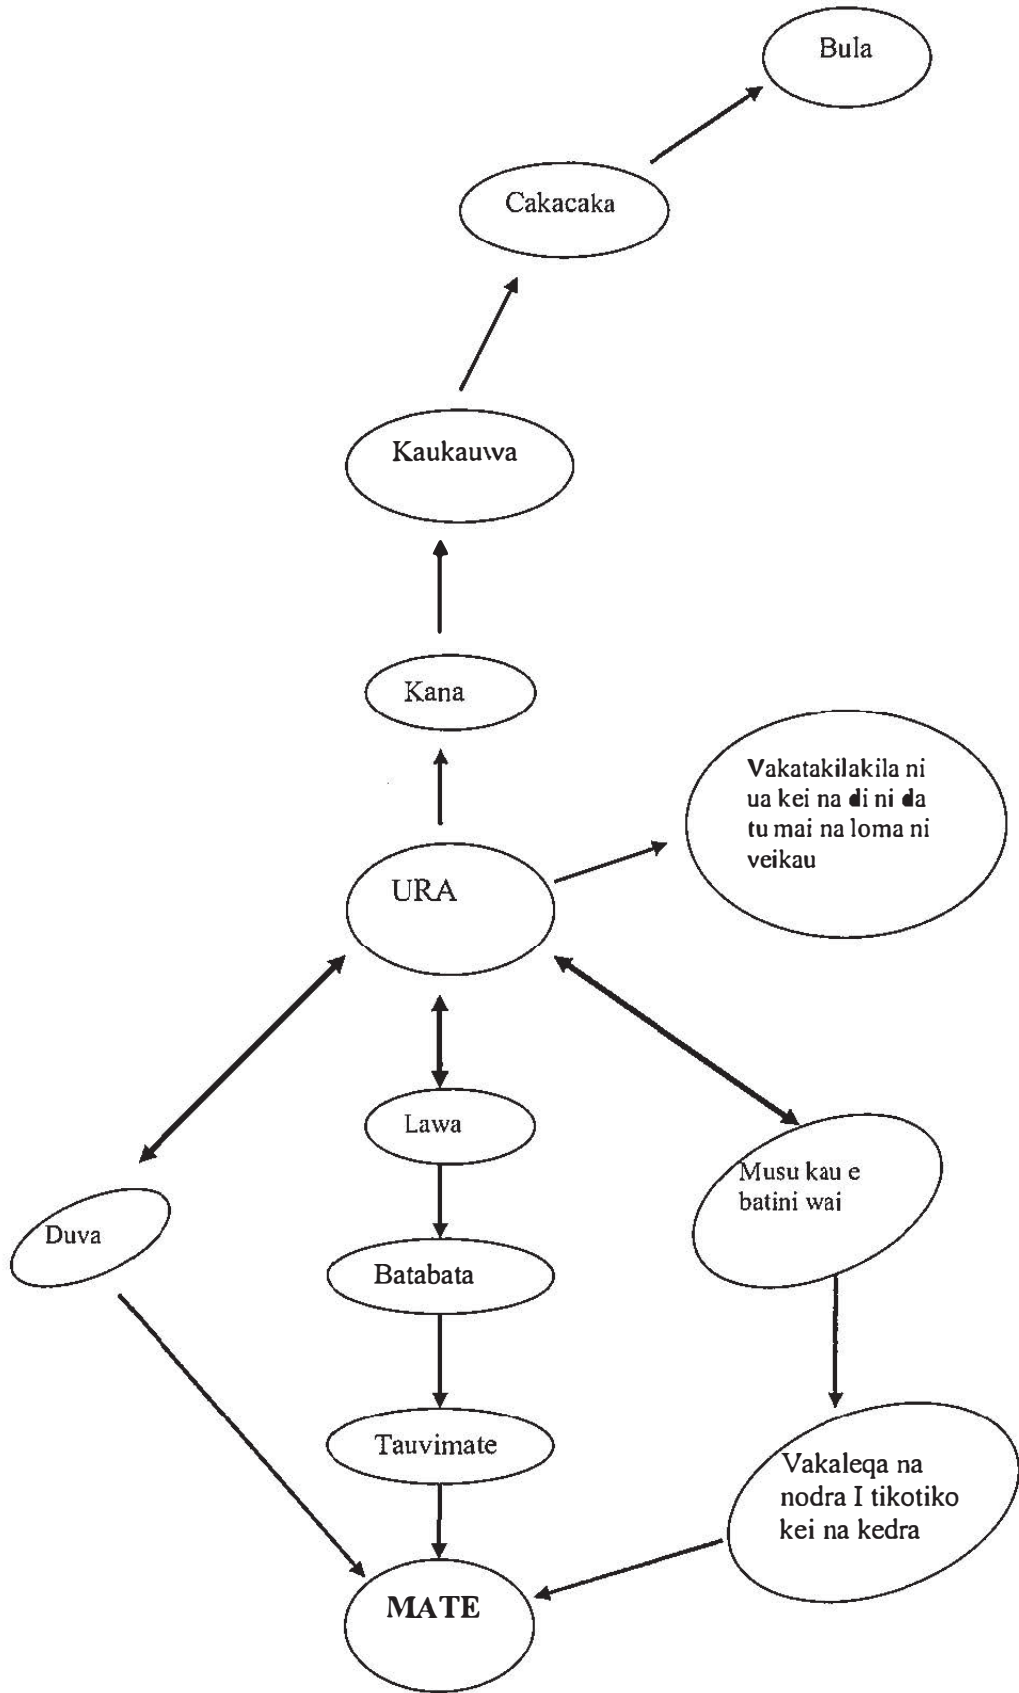 Bula
Cakacaka
Kaukauwa
Kana
Vakatakilakila ni
ua kei na di ni da
tu mai na loma ni
veikau
URA
Lawa
Musu kau e
batini wai
Duva
Batabata
Tauvimate
Vakaleqa na
nodra I tikotiko
kei na kedra
MATE